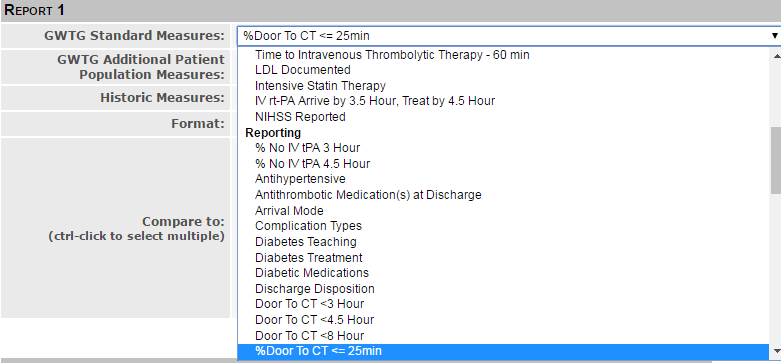 REPORT 1
GWTG Standard Measures:
%Door To CT <= 25min
GWTG Additional Patient
Population Measures:
Historic Measures:
Format:
Compare to:
(ctrl-click to select multiple)
Time to Intravenous Thrombolytic Therapy - 60 min
LDL Documented
Intensive Statin Therapy
IV rt-PA Arrive by 3.5 Hour, Treat by 4.5 Hour
NIHSS Reported
Reporting
% No IV tPA 3 Hour
% No IV tPA 4.5 Hour
Antihypertensive
Antithrombotic Medication(s) at Discharge
Arrival Mode
Complication Types
Diabetes Teaching
Diabetes Treatment
Diabetic Medications
Discharge Disposition
Door To CT <3 Hour
Door To CT <4.5 Hour
Door To CT <8 Hour
%Door To CT <= 25min